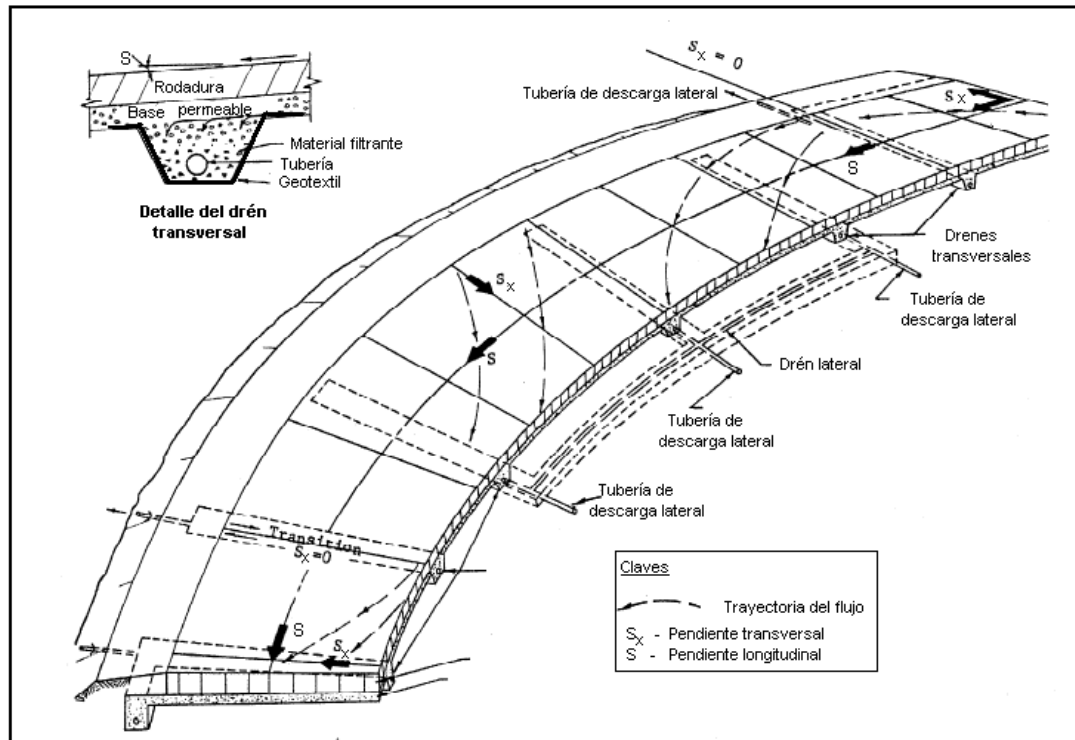 S
Rodadura
Base permeable
Material filtrante
Tubería
Geotextil
Detalle del drén
transversal
Sx = 0
Tubería de descarga lateral
Sx
S
Drenes
transversales
Tubería de
descarga lateral
Drén lateral
Tubería de
descarga lateral
Sx
S
Tubería de
descarga lateral
Transition
Sx=0
S
Sx
Claves
Trayectoria del flujo
Sx - Pendiente transversal
S - Pendiente longitudinal